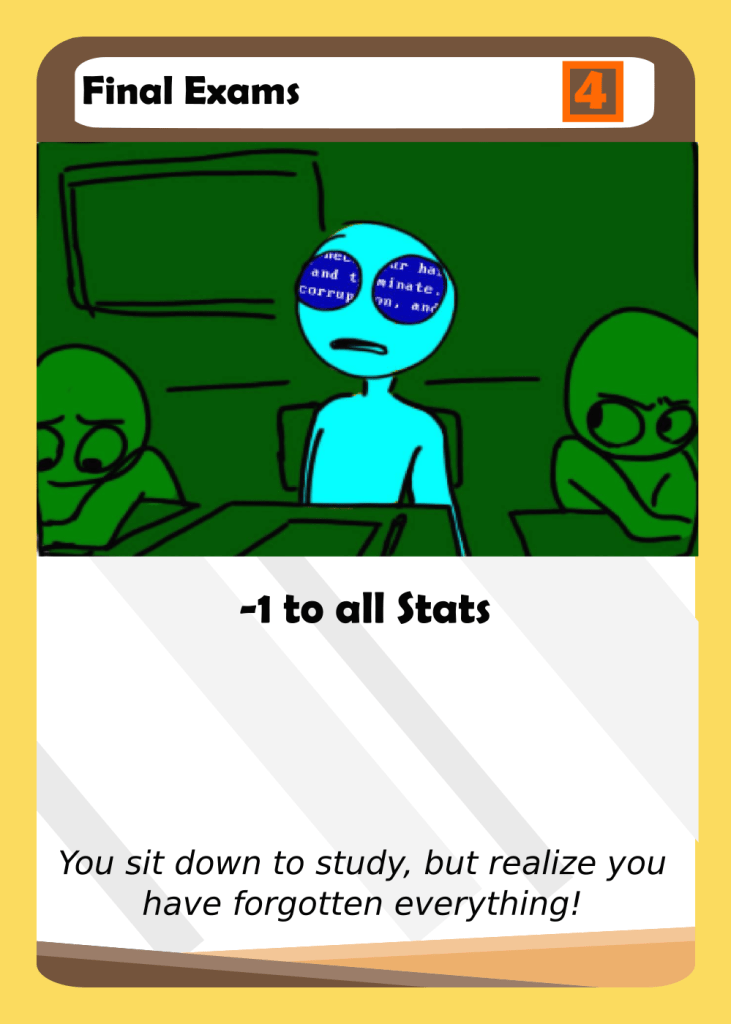 Final Exams 4
and t
corrup
ur ha
minate.
on, and
-1 to all Stats
You sit down to study, but realize you
have forgotten everything!